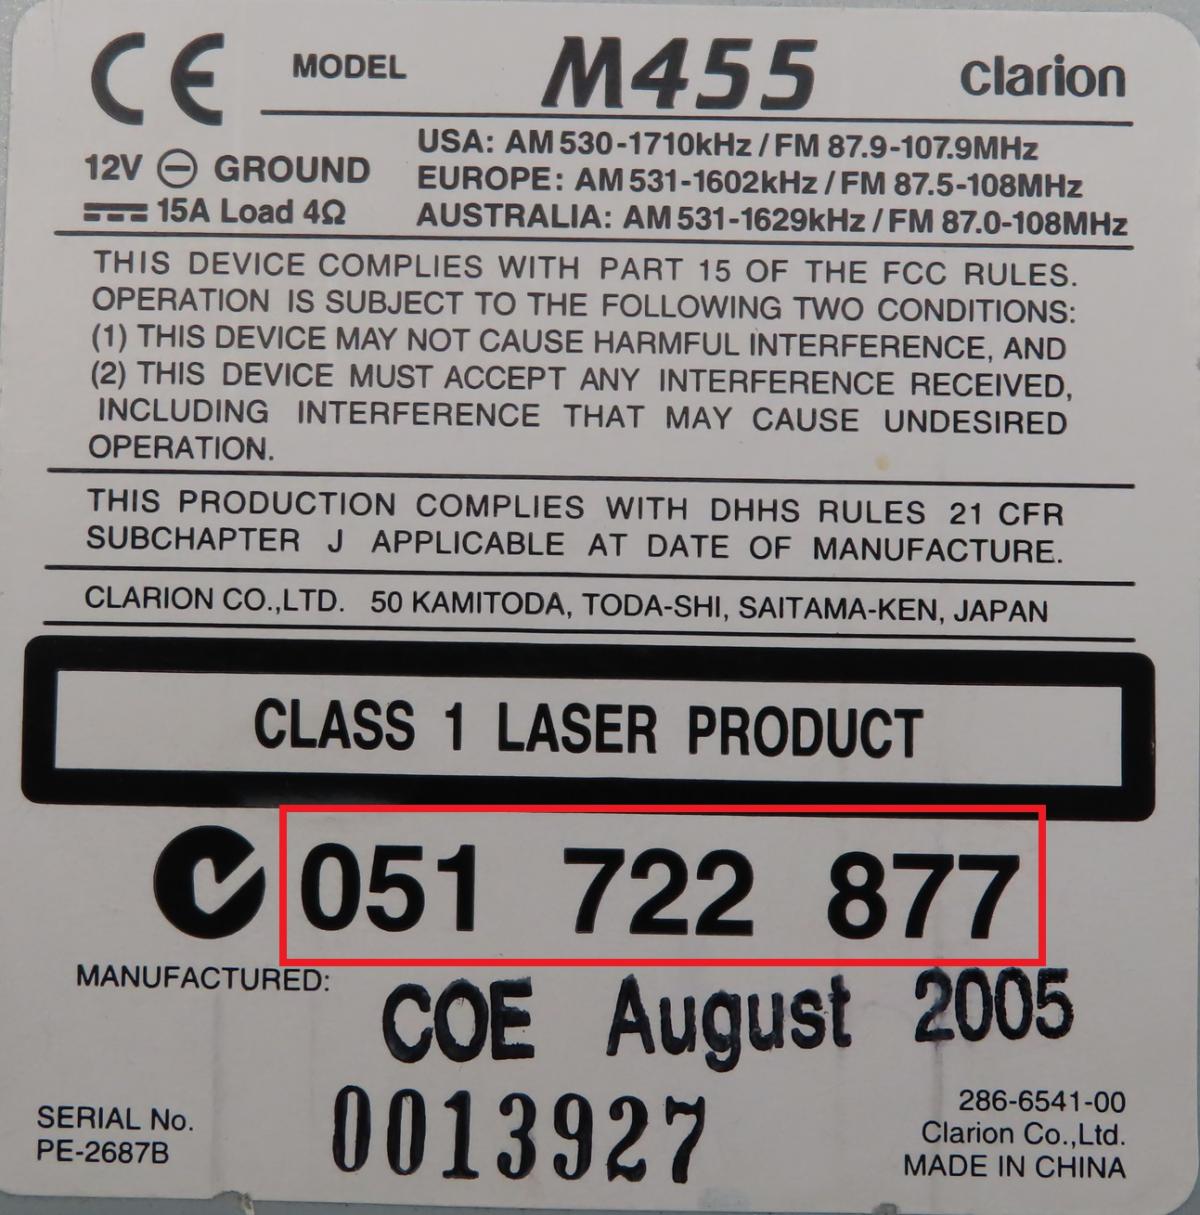 CE MODEL M455 Clarion
12V ⊖ GROUND
15A Load 4Ω
USA: AM 530-1710kHz / FM 87.9-107.9MHz
EUROPE: AM 531-1602kHz / FM 87.5-108MHz
AUSTRALIA: AM 531-1629kHz / FM 87.0-108MHz
THIS DEVICE COMPLIES WITH PART 15 OF THE FCC RULES.
OPERATION IS SUBJECT TO THE FOLLOWING TWO CONDITIONS:
(1) THIS DEVICE MAY NOT CAUSE HARMFUL INTERFERENCE, AND
(2) THIS DEVICE MUST ACCEPT ANY INTERFERENCE RECEIVED,
INCLUDING INTERFERENCE THAT MAY CAUSE UNDESIRED
OPERATION.
THIS PRODUCTION COMPLIES WITH DHHS RULES 21 CFR
SUBCHAPTER J APPLICABLE AT DATE OF MANUFACTURE.
CLARION CO.,LTD. 50 KAMITODA, TODA-SHI, SAITAMA-KEN, JAPAN
CLASS 1 LASER PRODUCT
051 722 877
MANUFACTURED: COE August 2005
SERIAL No.
PE-2687B
0013927
286-6541-00
Clarion Co.,Ltd.
MADE IN CHINA